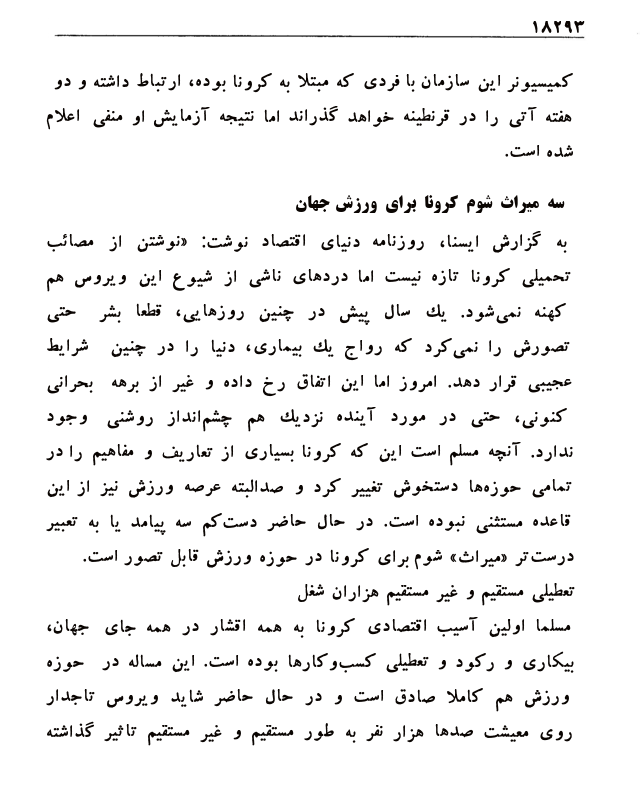 ۱۸۲۹۳
کمیسیونر این سازمان با فردی که مبتلا به کرونا بوده، ارتباط داشته و دو
هفته آتی را در قرنطینه خواهد گذراند اما نتیجه آزمایش او منفی اعلام
شده است.
سه میراث شوم کرونا برای ورزش جهان
به گزارش ایسنا، روزنامه دنیای اقتصاد نوشت: «نوشتن از مصائب
تحمیلی کرونا تازه نیست اما دردهای ناشی از شیوع این ویروس هم
کهنه نمی‌شود. یك سال پیش در چنین روزهایی، قطعا بشر حتی
تصورش را نمی‌کرد که رواج یك بیماری، دنیا را در چنین شرایط
عجیبی قرار دهد. امروز اما این اتفاق رخ داده و غیر از برهه بحرانی
کنونی، حتی در مورد آینده نزدیك هم چشم‌انداز روشنی وجود
ندارد. آنچه مسلم است این که کرونا بسیاری از تعاریف و مفاهیم را در
تمامی حوزه‌ها دستخوش تغییر کرد و صدالبته عرصه ورزش نیز از این
قاعده مستثنی نبوده است. در حال حاضر دست‌کم سه پیامد یا به تعبیر
درست‌تر «میراث» شوم برای کرونا در حوزه ورزش قابل تصور است.
تعطیلی مستقیم و غیر مستقیم هزاران شغل
مسلما اولین آسیب اقتصادی کرونا به همه اقشار در همه جای جهان،
بیکاری و رکود و تعطیلی کسب‌وکارها بوده است. این مساله در حوزه
ورزش هم کاملا صادق است و در حال حاضر شاید ویروس تاجدار
روی معیشت صدها هزار نفر به طور مستقیم و غیر مستقیم تاثیر گذاشته